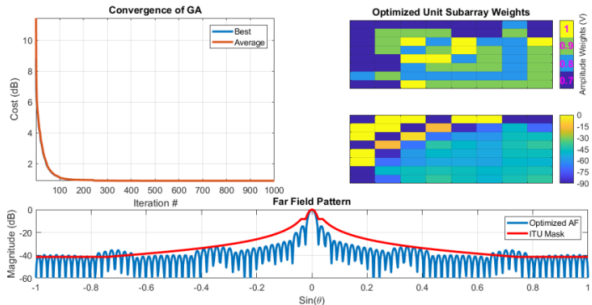 Convergence of GA
Best
Average
Cost (dB)
10
8
6
4
2
100 200 300 400 500 600 700 800 900 1000
Iteration #
Optimized Unit Subarray Weights
1
0.9
0.8
0.7
Amplitude Weights (V)
0
-15
-30
-45
-60
-75
-90
Far Field Pattern
Magnitude (dB)
0
-20
-40
-60
Optimized AF
ITU Mask
-1 -0.8 -0.6 -0.4 -0.2 0 0.2 0.4 0.6 0.8 1
Sin(θ)